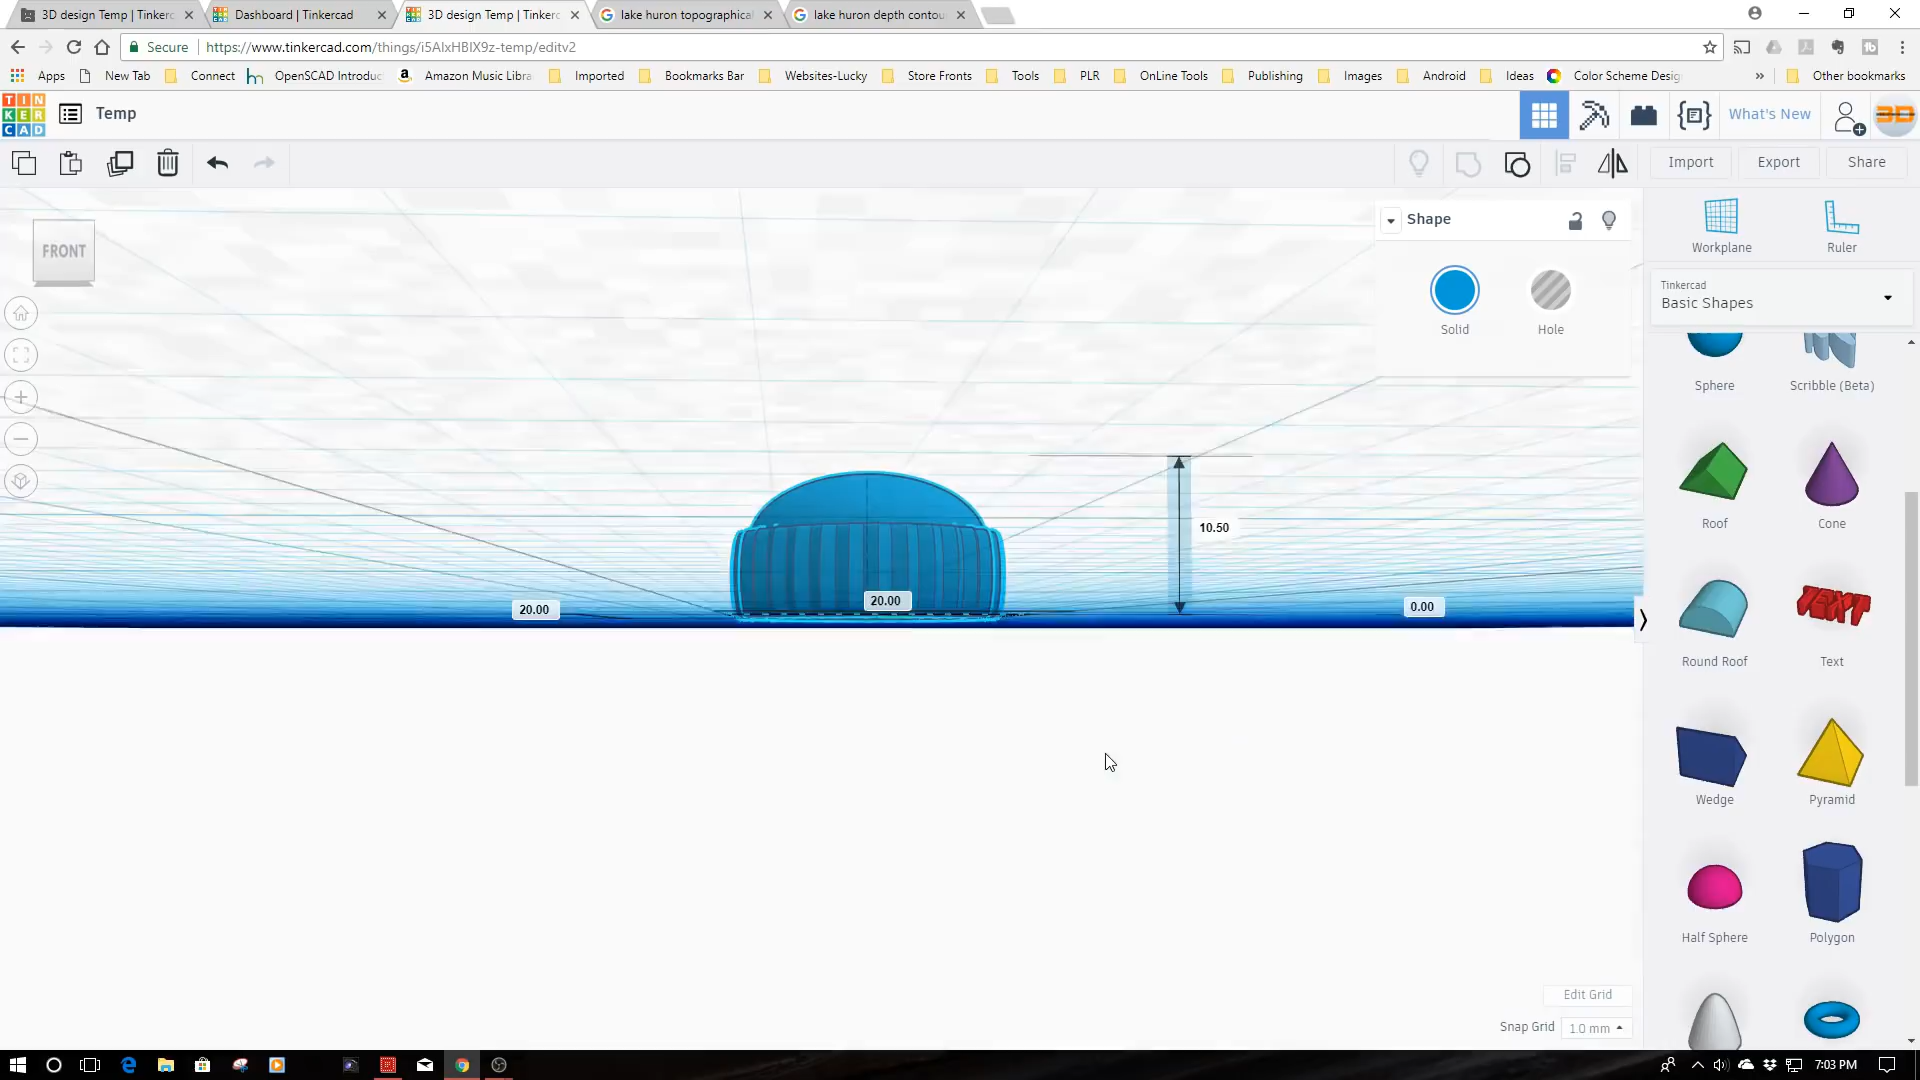 3D design Temp | Tinkerc
Dashboard | Tinkercad
3D design Temp | Tinkerc
lake huron topographical
lake huron depth contou
Secure
https://www.tinkercad.com/things/i5AlxHBlX9z-temp/editv2
Apps
New Tab
Connect
OpenSCAD Introduc
Amazon Music Libra
Imported
Bookmarks Bar
Websites-Lucky
Store Fronts
Tools
PLR
OnLine Tools
Publishing
Images
Android
Ideas
Color Scheme Desig
»
Other bookmarks
TIN
KER
CAD
Temp
What's New
3D
Import
Export
Share
FRONT
Shape
Solid
Hole
Workplane
Ruler
Tinkercad
Basic Shapes
Sphere
Scribble (Beta)
Roof
Cone
Round Roof
TEXT
Text
Wedge
Pyramid
Half Sphere
Polygon
10.50
20.00
20.00
0.00
Edit Grid
Snap Grid
1.0 mm
7:03 PM